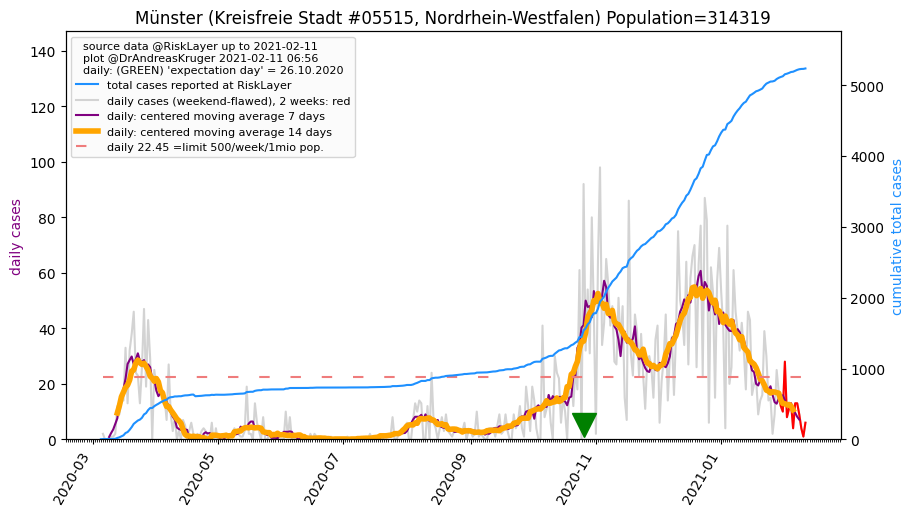 Münster (Kreisfreie Stadt #05515, Nordrhein-Westfalen) Population=314319
source data @RiskLayer up to 2021-02-11
plot @DrAndreasKruger 2021-02-11 06:56
daily: (GREEN) 'expectation day' = 26.10.2020
total cases reported at RiskLayer
daily cases (weekend-flawed), 2 weeks: red
daily: centered moving average 7 days
daily: centered moving average 14 days
daily 22.45 =limit 500/week/1mio pop.
daily cases
140
120
100
80
60
40
20
0
cumulative total cases
5000
4000
3000
2000
1000
0
2020-03
2020-05
2020-07
2020-09
2020-11
2021-01